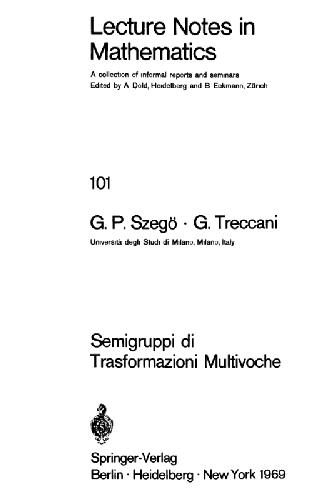 Lecture Notes in
Mathematics
A collection of informal reports and seminars
Edited by A. Dold, Heidelberg and B. Eckmann, Zürich
101
G. P. Szegö · G. Treccani
Università degli Studi di Milano, Milano, Italy
Semigruppi di
Trasformazioni Multivoche
Springer-Verlag
Berlin · Heidelberg · New York 1969